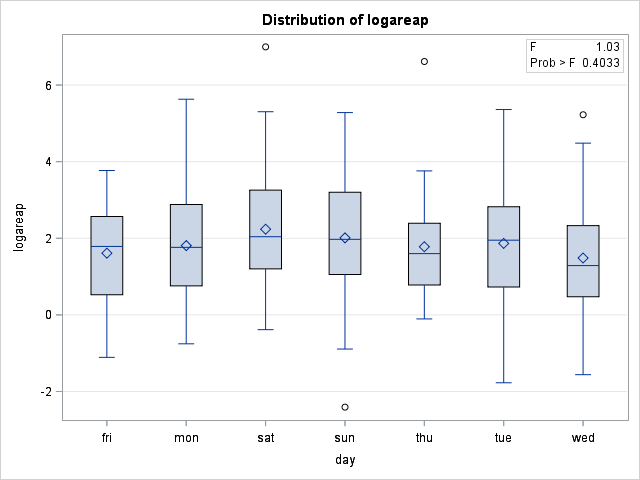 Distribution of logareap
F 1.03
Prob > F 0.4033
6
4
2
0
-2
logareap
fri mon sat sun thu tue wed
day